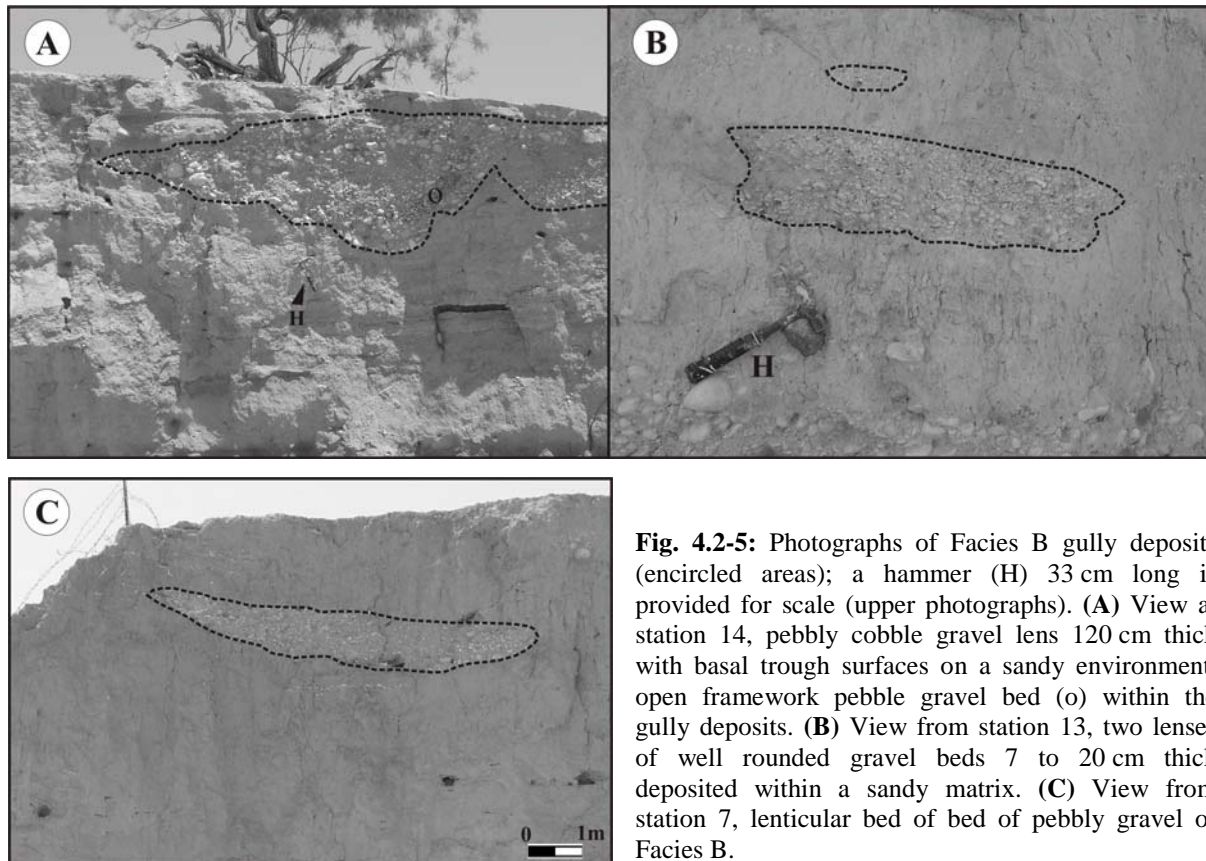 A
B
O
H
H
C
0 1m
Fig. 4.2-5: Photographs of Facies B gully deposit
(encircled areas); a hammer (H) 33 cm long i
provided for scale (upper photographs). (A) View a
station 14, pebbly cobble gravel lens 120 cm thick
with basal trough surfaces on a sandy environment
open framework pebble gravel bed (o) within the
gully deposits. (B) View from station 13, two lense
of well rounded gravel beds 7 to 20 cm thick
deposited within a sandy matrix. (C) View from
station 7, lenticular bed of bed of pebbly gravel o
Facies B.